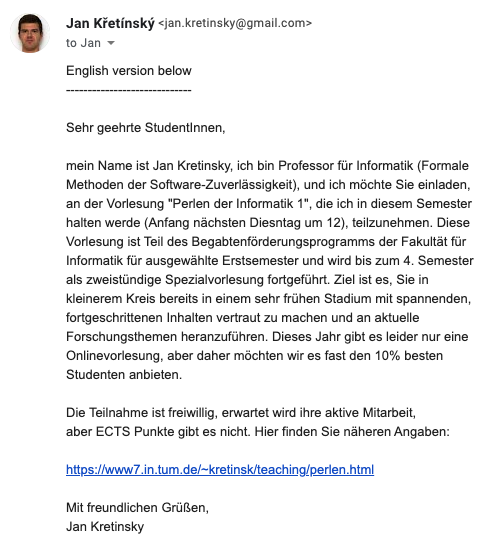 Jan Křetínský <jan.kretinsky@gmail.com>
to Jan
English version below
-----------------------------
Sehr geehrte StudentInnen,
mein Name ist Jan Kretinsky, ich bin Professor für Informatik (Formale
Methoden der Software-Zuverlässigkeit), und ich möchte Sie einladen,
an der Vorlesung "Perlen der Informatik 1", die ich in diesem Semester
halten werde (Anfang nächsten Diesntag um 12), teilzunehmen. Diese
Vorlesung ist Teil des Begabtenförderungsprogramms der Fakultät für
Informatik für ausgewählte Erstsemester und wird bis zum 4. Semester
als zweistündige Spezialvorlesung fortgeführt. Ziel ist es, Sie in
kleinerem Kreis bereits in einem sehr frühen Stadium mit spannenden,
fortgeschrittenen Inhalten vertraut zu machen und an aktuelle
Forschungsthemen heranzuführen. Dieses Jahr gibt es leider nur eine
Onlinevorlesung, aber daher möchten wir es fast den 10% besten
Studenten anbieten.
Die Teilnahme ist freiwillig, erwartet wird ihre aktive Mitarbeit,
aber ECTS Punkte gibt es nicht. Hier finden Sie näheren Angaben:
https://www7.in.tum.de/~kretinsk/teaching/perlen.html
Mit freundlichen Grüßen,
Jan Kretinsky